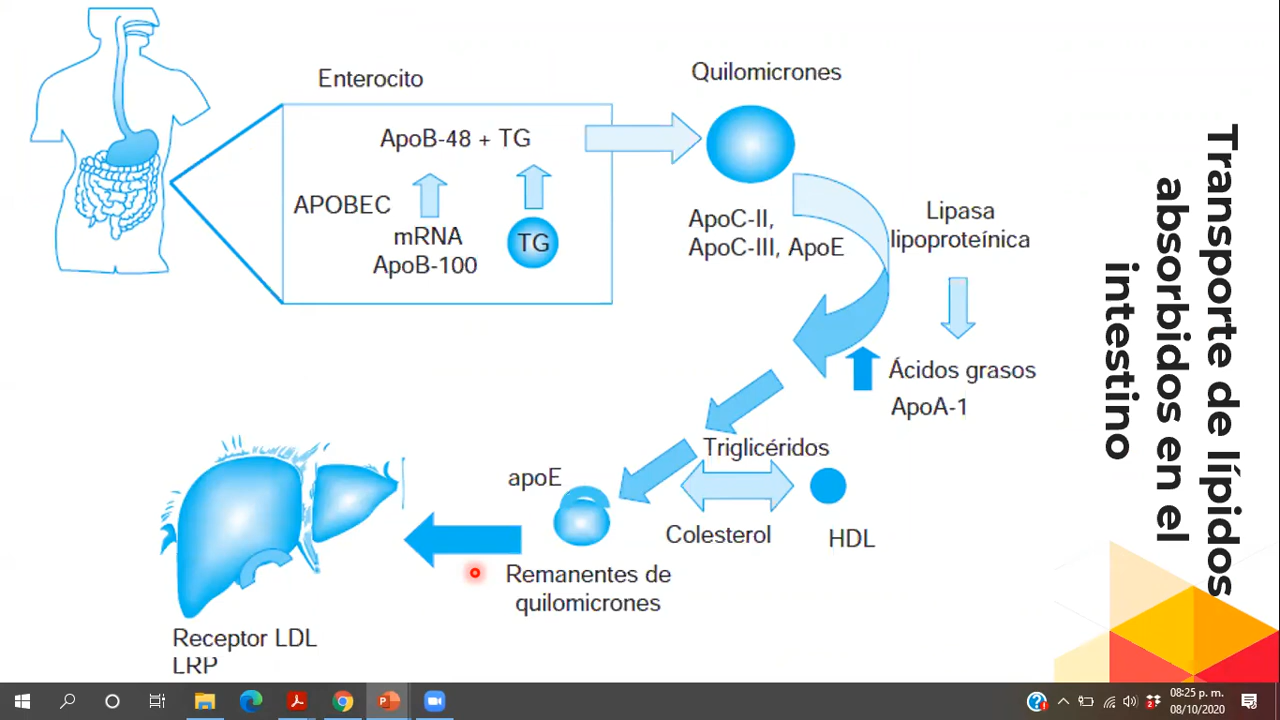 Enterocito
ApoB-48 + TG
APOBEC
mRNA
ApoB-100
TG
Quilomicrones
ApoC-II,
ApoC-III, ApoE
Lipasa
lipoproteínica
Ácidos grasos
ApoA-1
Triglicéridos
Colesterol
HDL
apoE
Remanentes de
quilomicrones
Receptor LDL
LRP
Transporte de lípidos
absorbidos en el
intestino
08:25 p. m.
08/10/2020